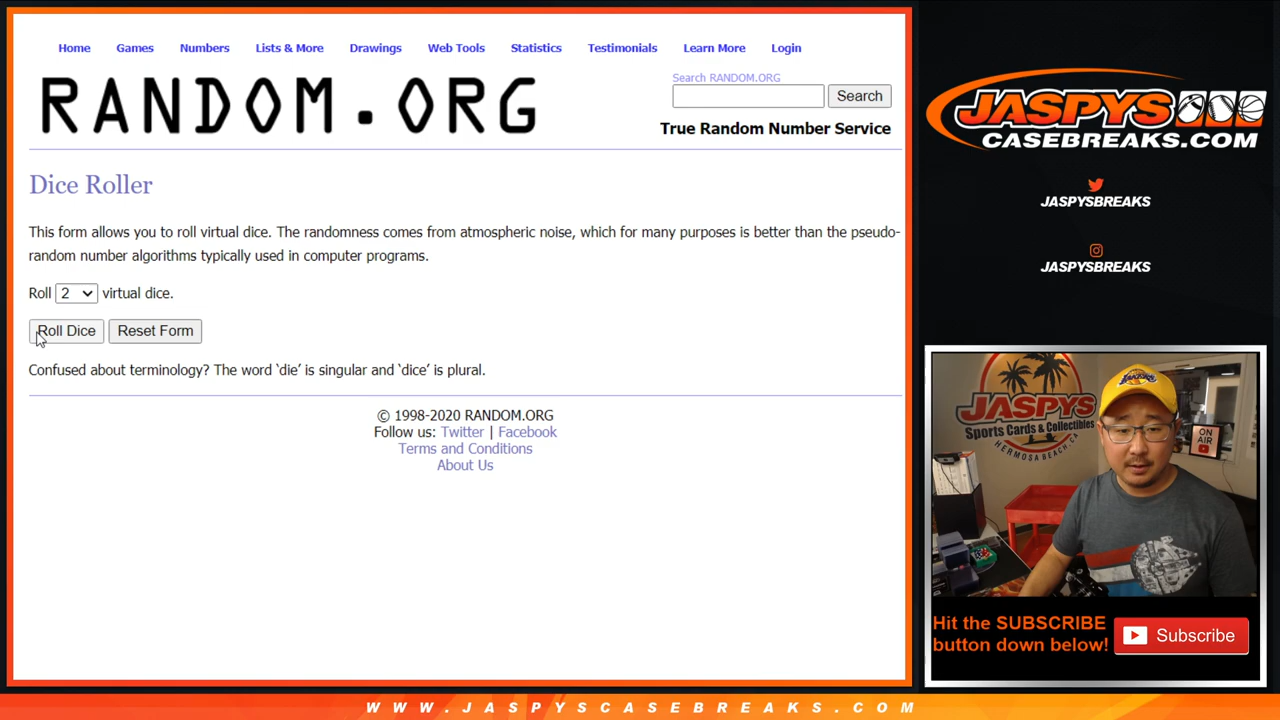 Home Games Numbers Lists & More Drawings Web Tools Statistics Testimonials Learn More Login
RANDOM.ORG
Search RANDOM.ORG
Search
True Random Number Service
Dice Roller
This form allows you to roll virtual dice. The randomness comes from atmospheric noise, which for many purposes is better than the pseudo-
random number algorithms typically used in computer programs.
Roll 2 virtual dice.
Roll Dice Reset Form
Confused about terminology? The word ‘die’ is singular and ‘dice’ is plural.
© 1998-2020 RANDOM.ORG
Follow us: Twitter | Facebook
Terms and Conditions
About Us
JASPYS
CASEBREAKS.COM
JASPYSBREAKS
JASPYSBREAKS
JASPYS
Sports Cards & Collectibles
HERMOSA BEACH, CA
LAKERS
ON
AIR
Hit the SUBSCRIBE
button down below!
Subscribe
WWW.JASPYSCASEBREAKS.COM